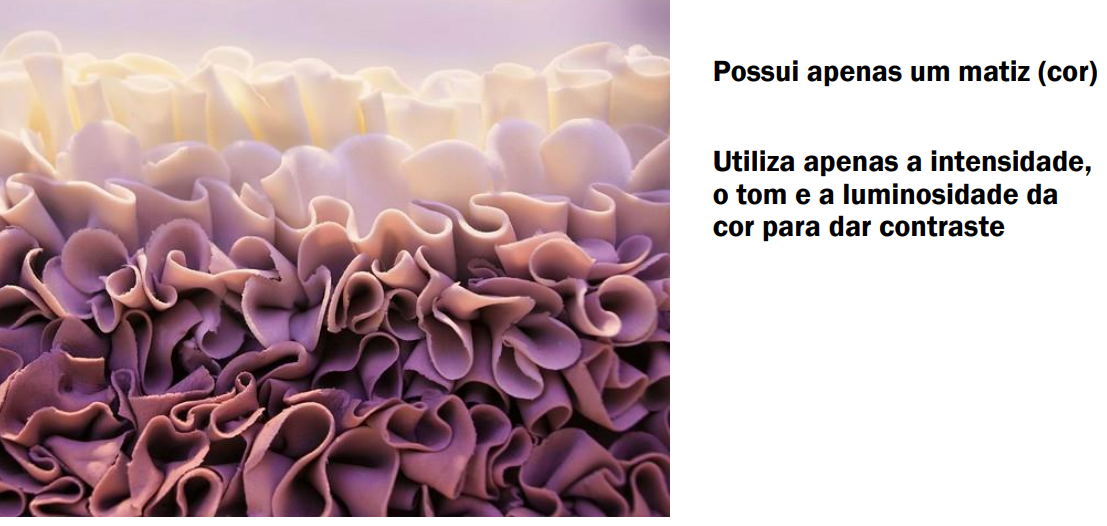 Possui apenas um matiz (cor)
Utiliza apenas a intensidade,
o tom e a luminosidade da
cor para dar contraste